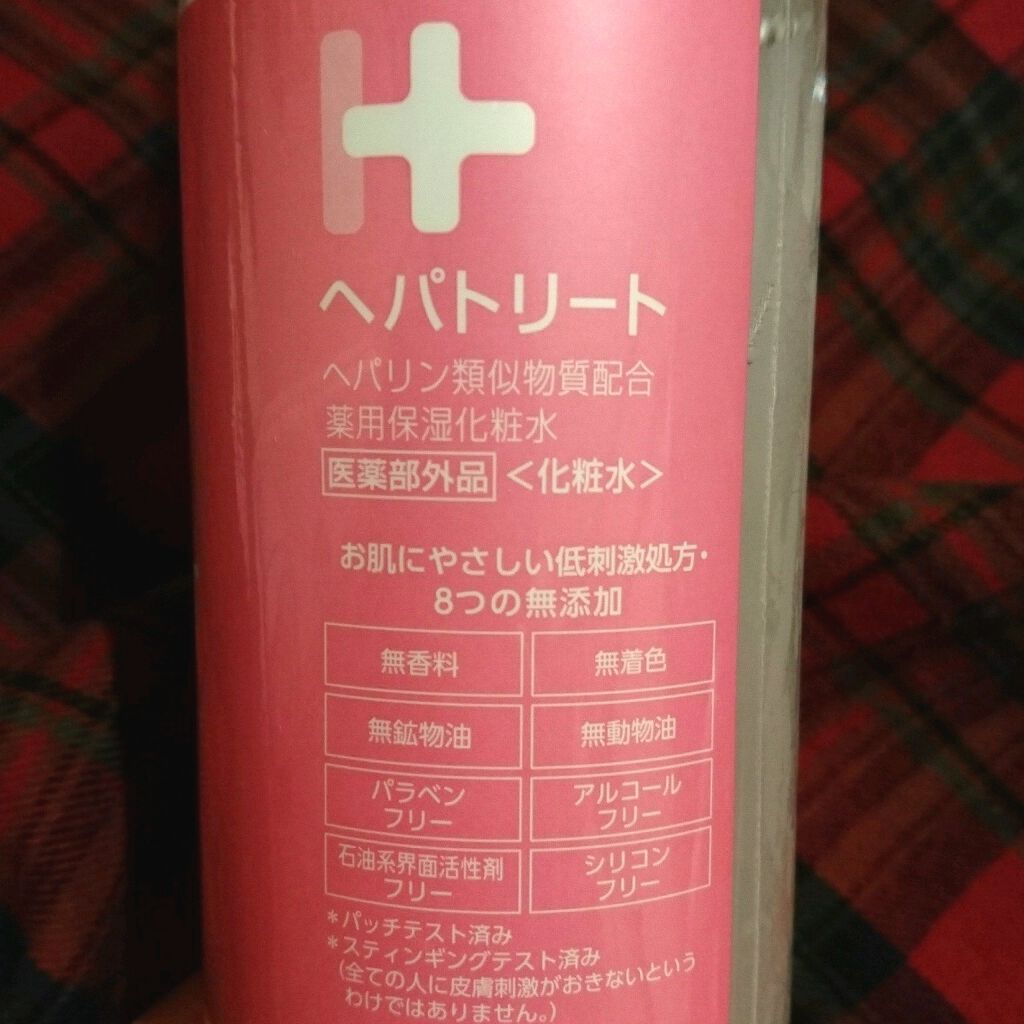 ヘパトリート
ヘパリン類似物質配合
薬用保湿化粧水
医薬部外品 <化粧水>
お肌にやさしい低刺激処方・
8つの無添加
無香料 無着色
無鉱物油 無動物油
パラベン
フリー
アルコール
フリー
石油系界面活性剤
フリー
シリコン
フリー
*パッチテスト済み
*スティンギングテスト済み
(全ての人に皮膚刺激がおきないという
わけではありません。)